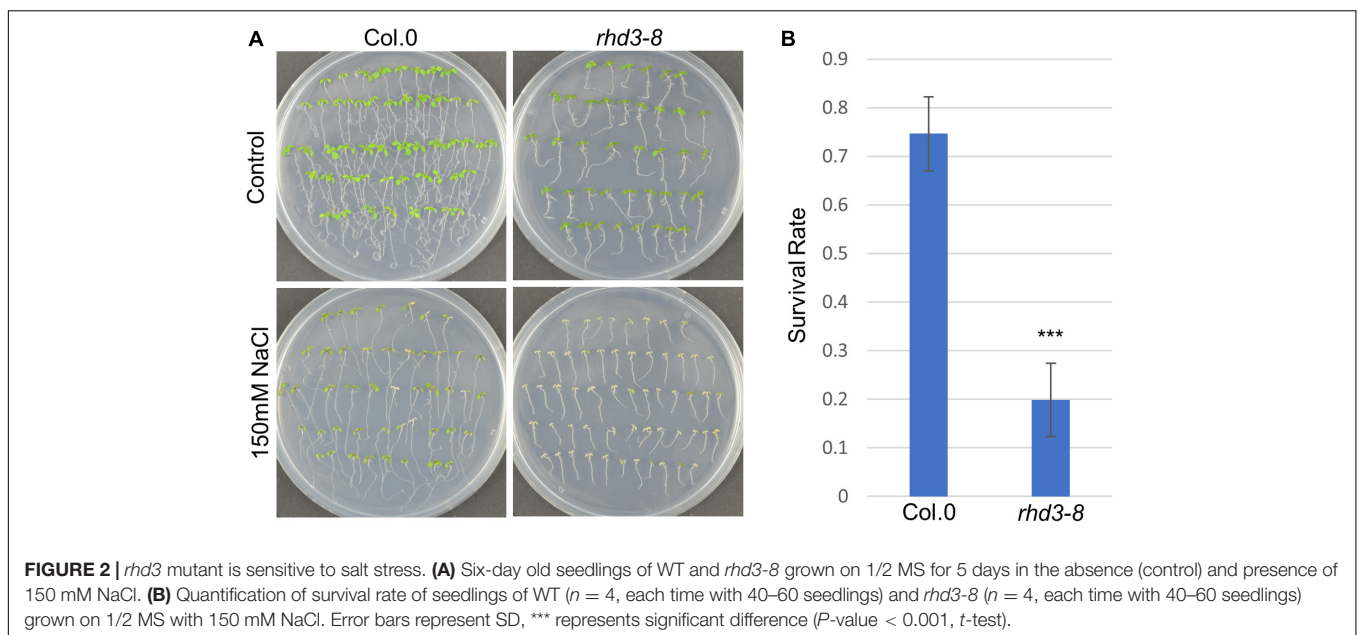 A
Col.0
rhd3-8
B
Control
150mM NaCl
Survival Rate
0.9
0.8
0.7
0.6
0.5
0.4
0.3
0.2
0.1
0
***
Col.0
rhd3-8
FIGURE 2 | rhd3 mutant is sensitive to salt stress. (A) Six-day old seedlings of WT and rhd3-8 grown on 1/2 MS for 5 days in the absence (control) and presence of
150 mM NaCl. (B) Quantification of survival rate of seedlings of WT (n = 4, each time with 40–60 seedlings) and rhd3-8 (n = 4, each time with 40–60 seedlings)
grown on 1/2 MS with 150 mM NaCl. Error bars represent SD, *** represents significant difference (P-value < 0.001, t-test).